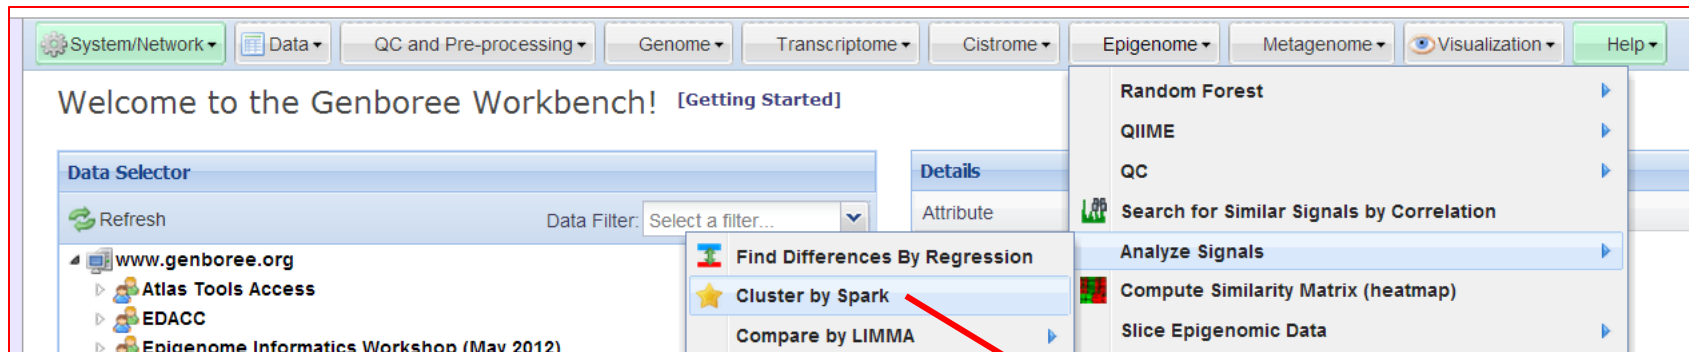 System/Network Data QC and Pre-processing Genome Transcriptome Cistrome Epigenome Metagenome Visualization Help
Welcome to the Genboree Workbench! [Getting Started]
Data Selector
Refresh
Data Filter: Select a filter...
www.genboree.org
Atlas Tools Access
EDACC
Epigenome Informatics Workshop (May 2012)
Details
Attribute
Random Forest
QIIME
QC
Search for Similar Signals by Correlation
Analyze Signals
Compute Similarity Matrix (heatmap)
Slice Epigenomic Data
Find Differences By Regression
Cluster by Spark
Compare by LIMMA